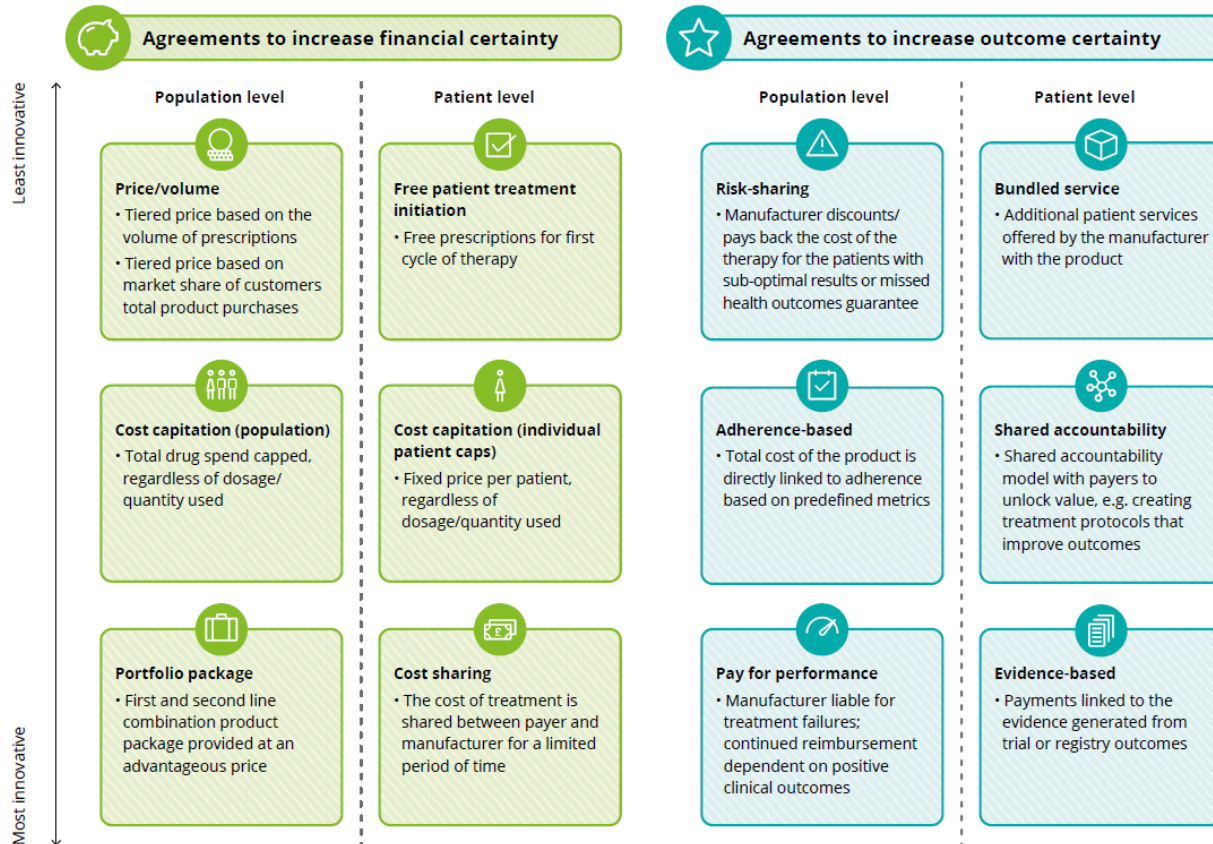 Agreements to increase financial certainty
Agreements to increase outcome certainty
Least innovative
Most innovative
Population level
Patient level
Population level
Patient level
Price/volume
• Tiered price based on the
volume of prescriptions
• Tiered price based on
market share of customers
total product purchases
Free patient treatment
initiation
• Free prescriptions for first
cycle of therapy
Risk-sharing
• Manufacturer discounts/
pays back the cost of the
therapy for the patients with
sub-optimal results or missed
health outcomes guarantee
Bundled service
• Additional patient services
offered by the manufacturer
with the product
Cost capitation (population)
• Total drug spend capped,
regardless of dosage/
quantity used
Cost capitation (individual
patient caps)
• Fixed price per patient,
regardless of
dosage/quantity used
Adherence-based
• Total cost of the product is
directly linked to adherence
based on predefined metrics
Shared accountability
• Shared accountability
model with payers to
unlock value, e.g. creating
treatment protocols that
improve outcomes
Portfolio package
• First and second line
combination product
package provided at an
advantageous price
£
Cost sharing
• The cost of treatment is
shared between payer and
manufacturer for a limited
period of time
Pay for performance
• Manufacturer liable for
treatment failures;
continued reimbursement
dependent on positive
clinical outcomes
Evidence-based
• Payments linked to the
evidence generated from
trial or registry outcomes